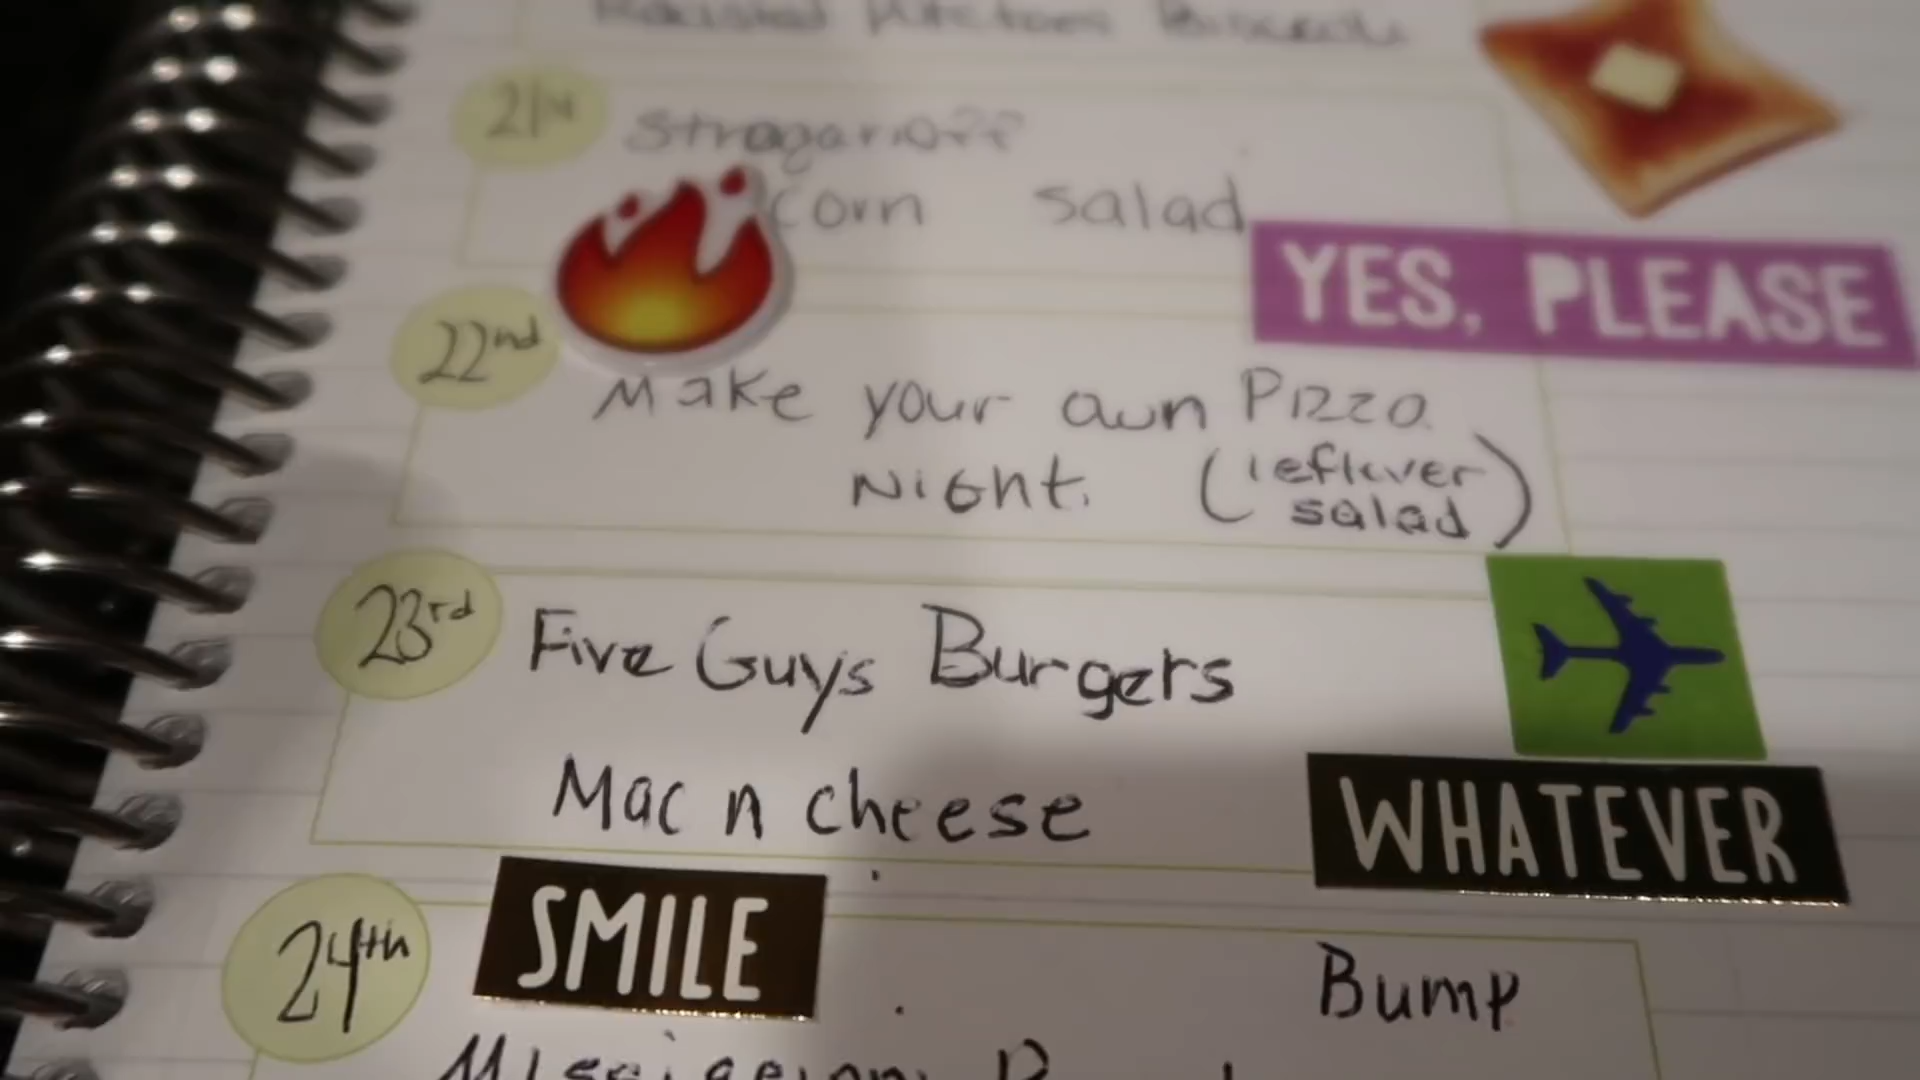 21st
corn salad
YES, PLEASE
22nd
Make your own Pizza
Night. (leftover
salad)
23rd Five Guys Burgers
Mac n cheese
WHATEVER
24th
SMILE
Bump